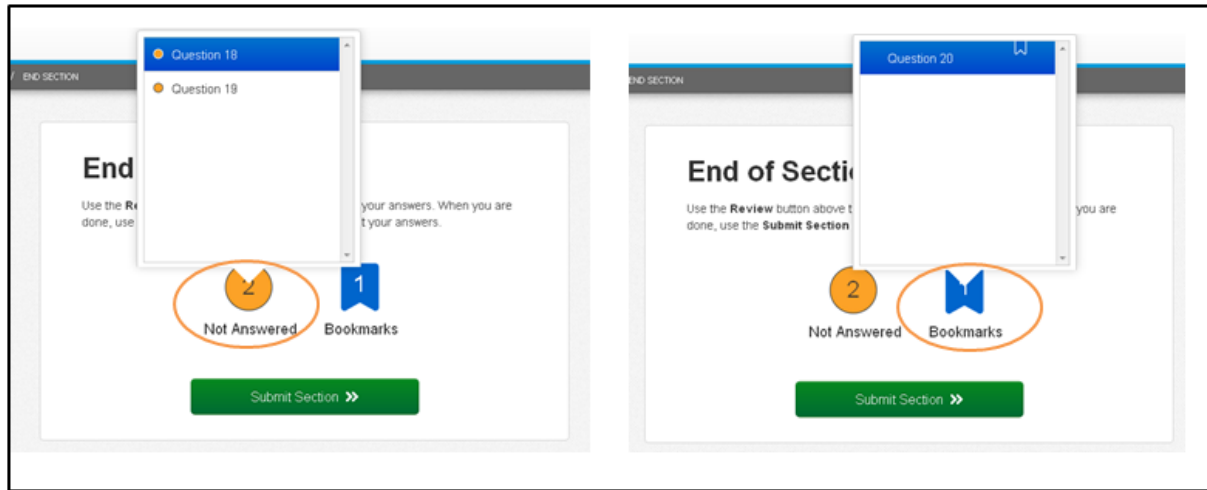 Question 18
Question 19
/ END SECTION
End
Use the Re your answers. When you are
done, use t your answers.
2
1
Not Answered
Bookmarks
Submit Section »
Question 20
END SECTION
End of Secti
Use the Review button above t you are
done, use the Submit Section
2
1
Not Answered
Bookmarks
Submit Section »